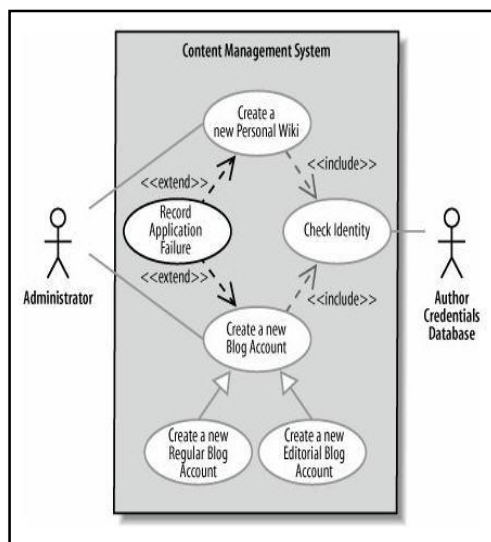 Content Management System
Create a
new Personal Wiki
<<extend>>
<<include>>
Record
Application
Failure
Check Identity
Administrator
Author
Credentials
Database
<<extend>>
<<include>>
Create a new
Blog Account
Create a new
Regular Blog
Account
Create a new
Editorial Blog
Account